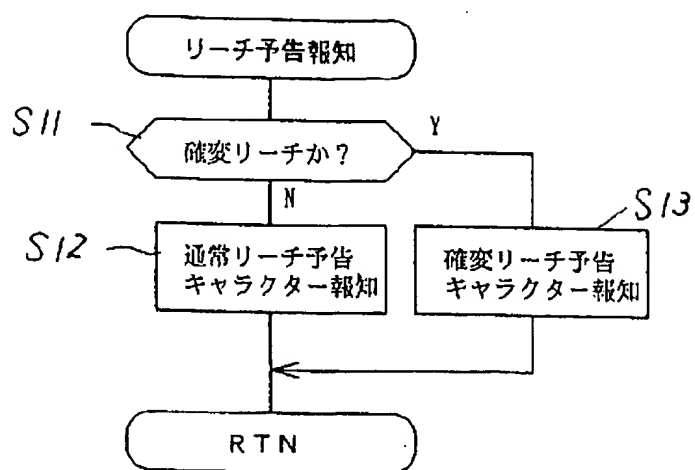 リーチ予告報知
S11
確変リーチか?
Y
N
S12
通常リーチ予告
キャラクター報知
S13
確変リーチ予告
キャラクター報知
RTN